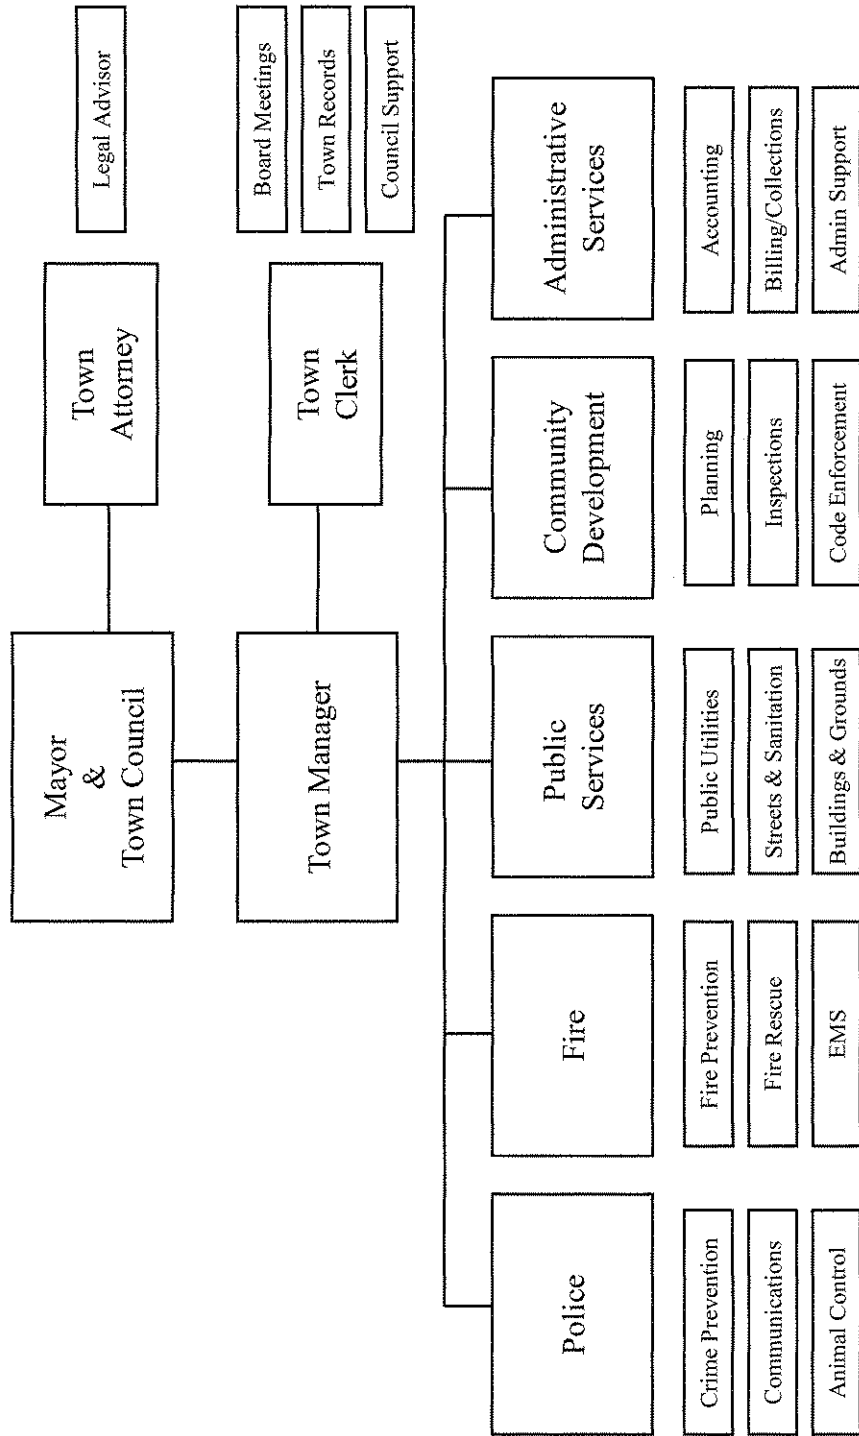 Mayor
&
Town Council
Town
Attorney
Legal Advisor
Town Manager
Town
Clerk
Board Meetings
Town Records
Council Support
Police
Fire
Public
Services
Community
Development
Administrative
Services
Crime Prevention
Communications
Animal Control
Fire Prevention
Fire Rescue
EMS
Public Utilities
Streets & Sanitation
Buildings & Grounds
Planning
Inspections
Code Enforcement
Accounting
Billing/Collections
Admin Support